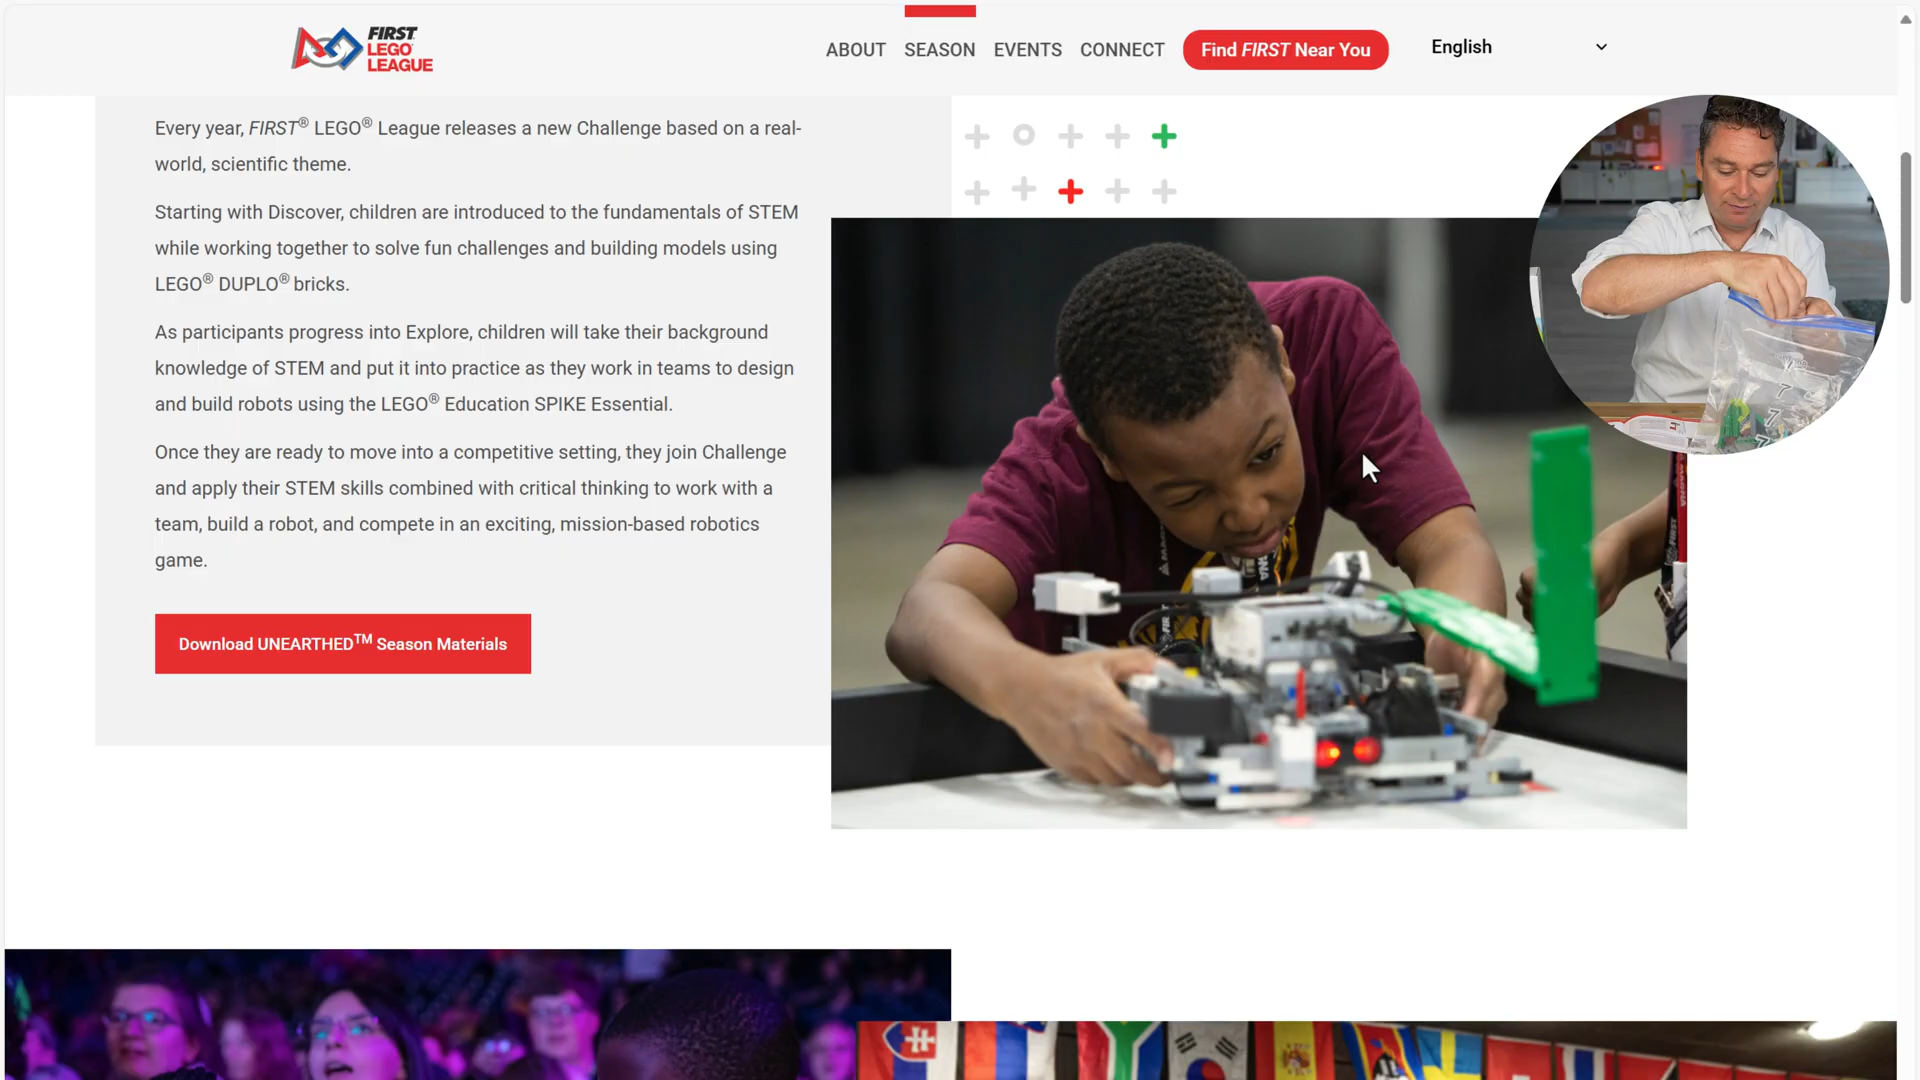 FIRST
LEGO
LEAGUE
ABOUT SEASON EVENTS CONNECT Find FIRST Near You English
Every year, FIRST® LEGO® League releases a new Challenge based on a real-
world, scientific theme.
Starting with Discover, children are introduced to the fundamentals of STEM
while working together to solve fun challenges and building models using
LEGO® DUPLO® bricks.
As participants progress into Explore, children will take their background
knowledge of STEM and put it into practice as they work in teams to design
and build robots using the LEGO® Education SPIKE Essential.
Once they are ready to move into a competitive setting, they join Challenge
and apply their STEM skills combined with critical thinking to work with a
team, build a robot, and compete in an exciting, mission-based robotics
game.
Download UNEARTHED™ Season Materials
7
7
7